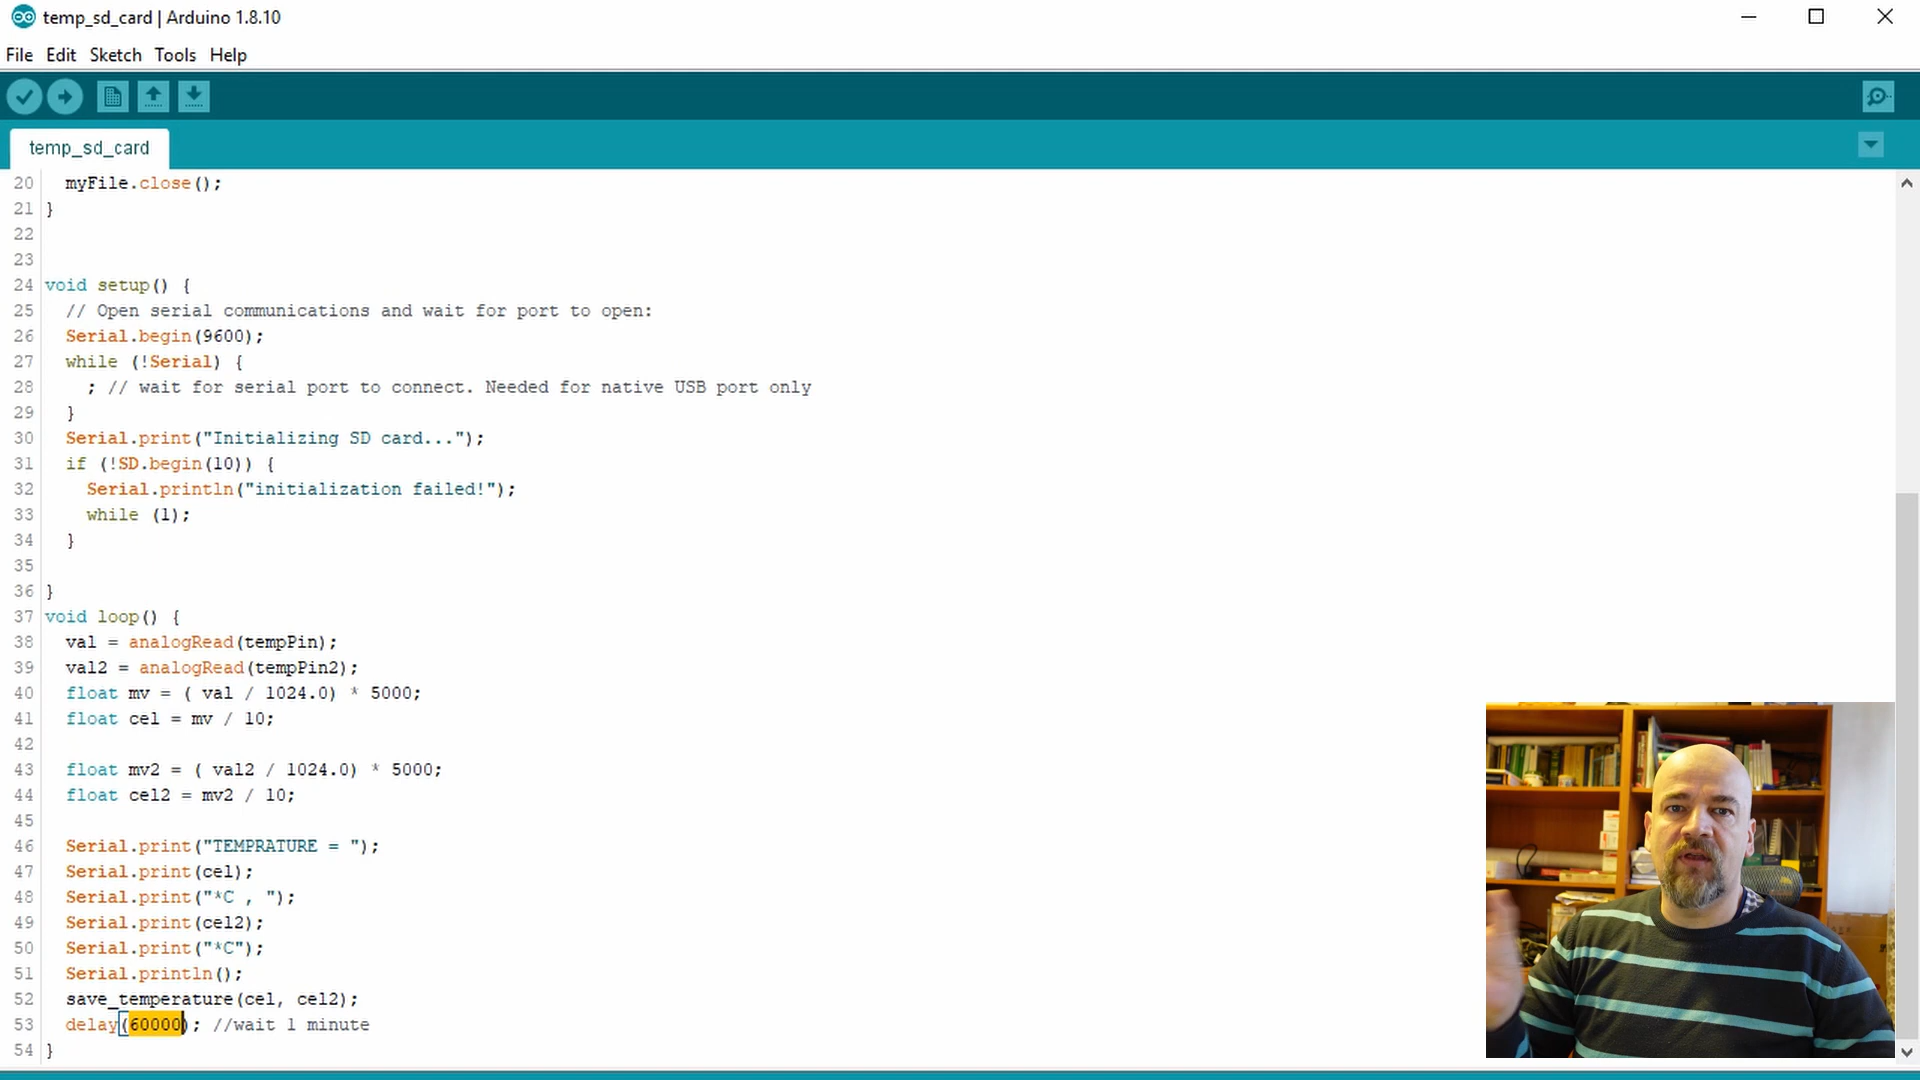 temp_sd_card | Arduino 1.8.10
File Edit Sketch Tools Help
temp_sd_card
20 myFile.close();
21 }
22
23
24 void setup() {
25 // Open serial communications and wait for port to open:
26 Serial.begin(9600);
27 while (!Serial) {
28 ; // wait for serial port to connect. Needed for native USB port only
29 }
30 Serial.print("Initializing SD card...");
31 if (!SD.begin(10)) {
32 Serial.println("initialization failed!");
33 while (1);
34 }
35
36 }
37 void loop() {
38 val = analogRead(tempPin);
39 val2 = analogRead(tempPin2);
40 float mv = ( val / 1024.0) * 5000;
41 float cel = mv / 10;
42
43 float mv2 = ( val2 / 1024.0) * 5000;
44 float cel2 = mv2 / 10;
45
46 Serial.print("TEMPRATURE = ");
47 Serial.print(cel);
48 Serial.print("*C , ");
49 Serial.print(cel2);
50 Serial.print("*C");
51 Serial.println();
52 save_temperature(cel, cel2);
53 delay(60000); //wait 1 minute
54 }